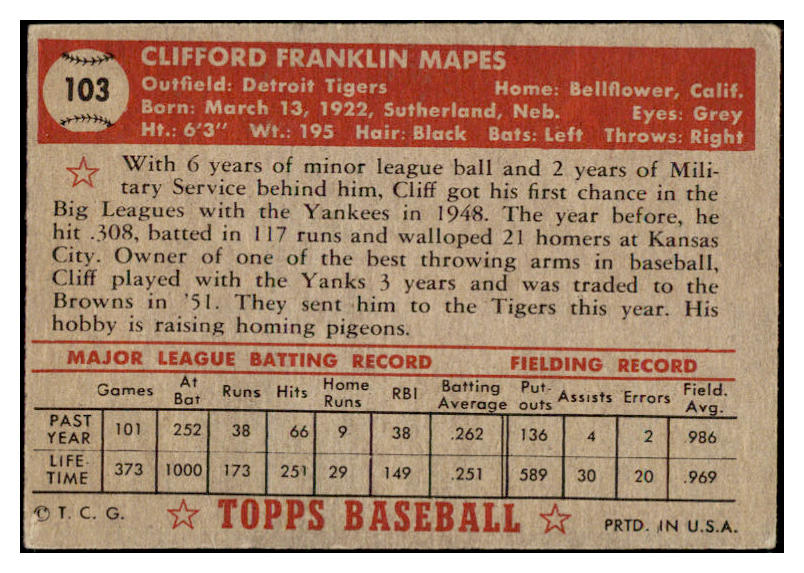 103
CLIFFORD FRANKLIN MAPES
Outfield: Detroit Tigers Home: Bellflower, Calif.
Born: March 13, 1922, Sutherland, Neb. Eyes: Grey
Ht.: 6'3" Wt.: 195 Hair: Black Bats: Left Throws: Right
With 6 years of minor league ball and 2 years of Mili-
tary Service behind him, Cliff got his first chance in the
Big Leagues with the Yankees in 1948. The year before, he
hit .308, batted in 117 runs and walloped 21 homers at Kansas
City. Owner of one of the best throwing arms in baseball,
Cliff played with the Yanks 3 years and was traded to the
Browns in '51. They sent him to the Tigers this year. His
hobby is raising homing pigeons.
MAJOR LEAGUE BATTING RECORD FIELDING RECORD
Games At Bat Runs Hits Home Runs RBI Batting Average Put-outs Assists Errors Field. Avg.
PAST YEAR 101 252 38 66 9 38 .262 136 4 2 .986
LIFE-TIME 373 1000 173 251 29 149 .251 589 30 20 .969
© T. C. G. TOPPS BASEBALL PRTD. IN U.S.A.